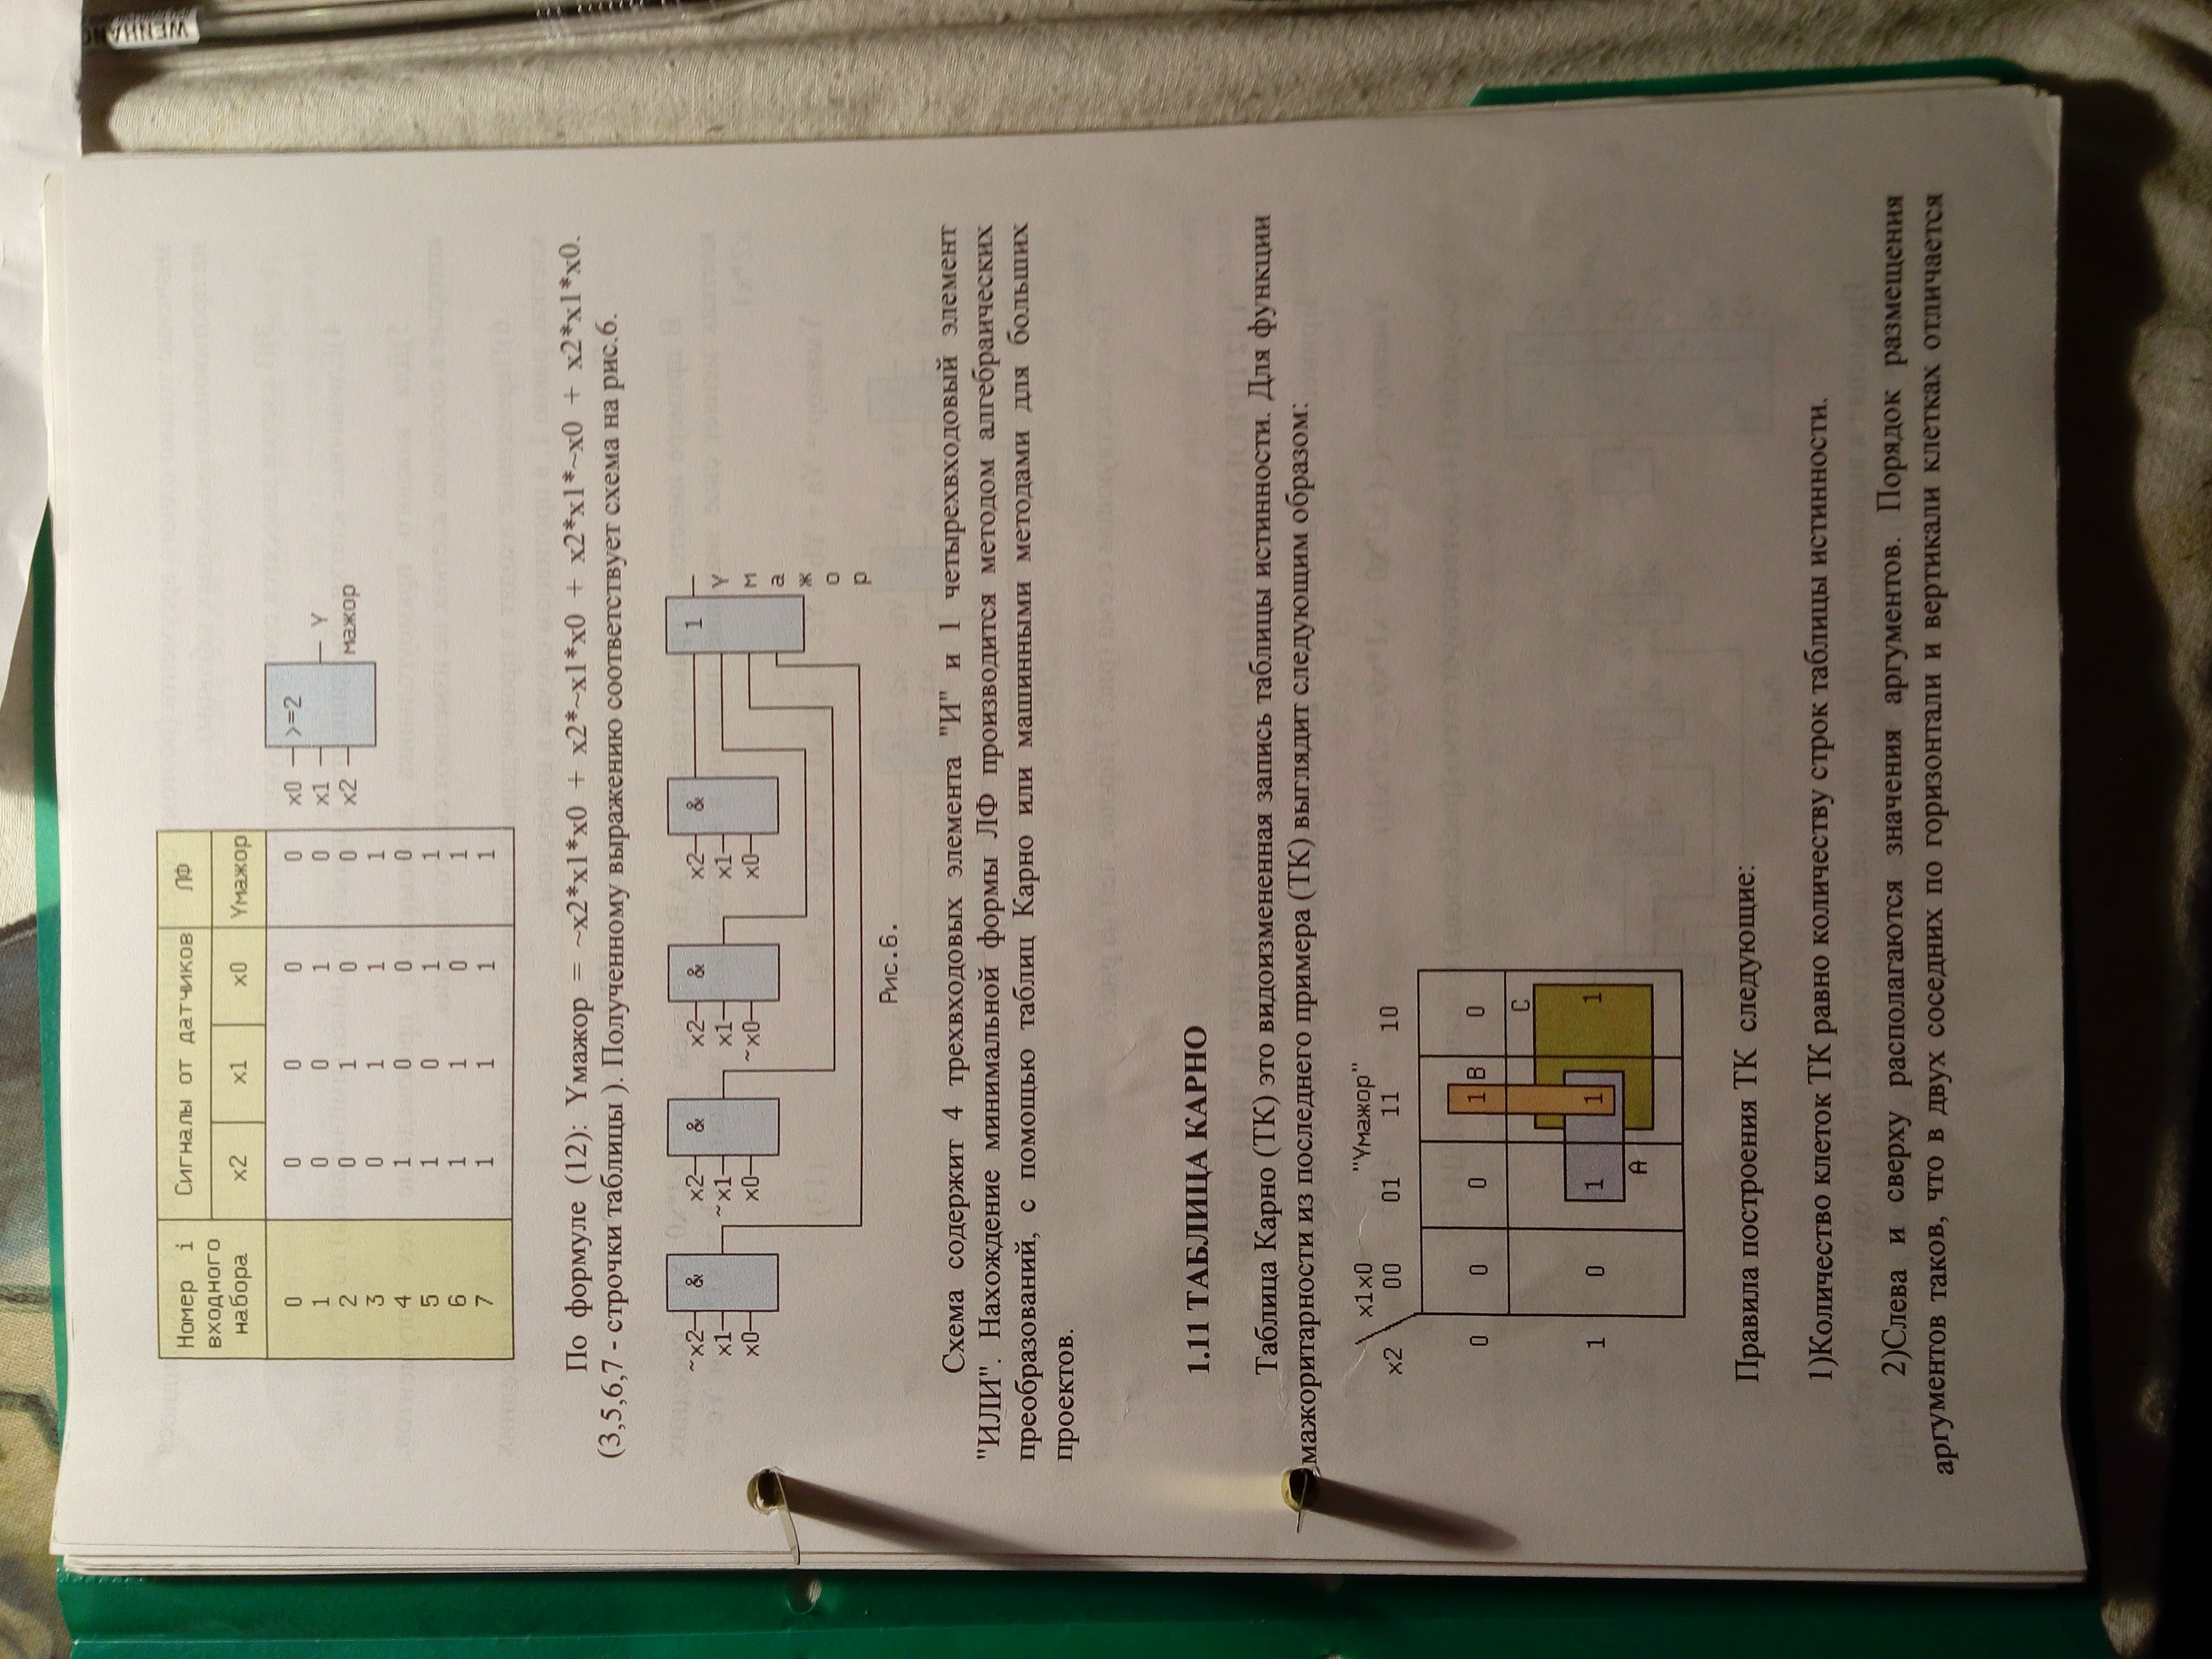 Номер i входного набора | Сигналы от датчиков | ЛФ
x2 | x1 | x0 | Yмажор
0 0 0 0 0
1 0 0 1 0
2 0 1 0 0
3 0 1 1 1
4 1 0 0 0
5 1 0 1 1
6 1 1 0 1
7 1 1 1 1
x0 >=2
x1 Y
x2 мажор
По формуле (12): Yмажор = ~x2*x1*x0 + x2*~x1*x0 + x2*x1*~x0 + x2*x1*x0.
(3,5,6,7 - строчки таблицы ). Полученному выражению соответствует схема на рис.6.
~x2 & x2 & x2 & x2 & 1
x1 ~x1 x1 x1 Y
x0 x0 ~x0 x0 м
а
ж
о
р
Рис.6.
Схема содержит 4 трехвходовых элемента "И" и 1 четырехвходовый элемент
"ИЛИ". Нахождение минимальной формы ЛФ производится методом алгебраических
преобразований, с помощью таблиц Карно или машинными методами для больших
проектов.
1.11 ТАБЛИЦА КАРНО
Таблица Карно (ТК) это видоизмененная запись таблицы истинности. Для функции
мажоритарности из последнего примера (ТК) выглядит следующим образом:
x1x0 "Yмажор"
x2 00 01 11 10
0 0 0 1 B 0
C
1 0 1 1 1
A
Правила построения ТК следующие:
1)Количество клеток ТК равно количеству строк таблицы истинности.
2)Слева и сверху располагаются значения аргументов. Порядок размещения
аргументов таков, что в двух соседних по горизонтали и вертикали клетках отличается
WENHANG